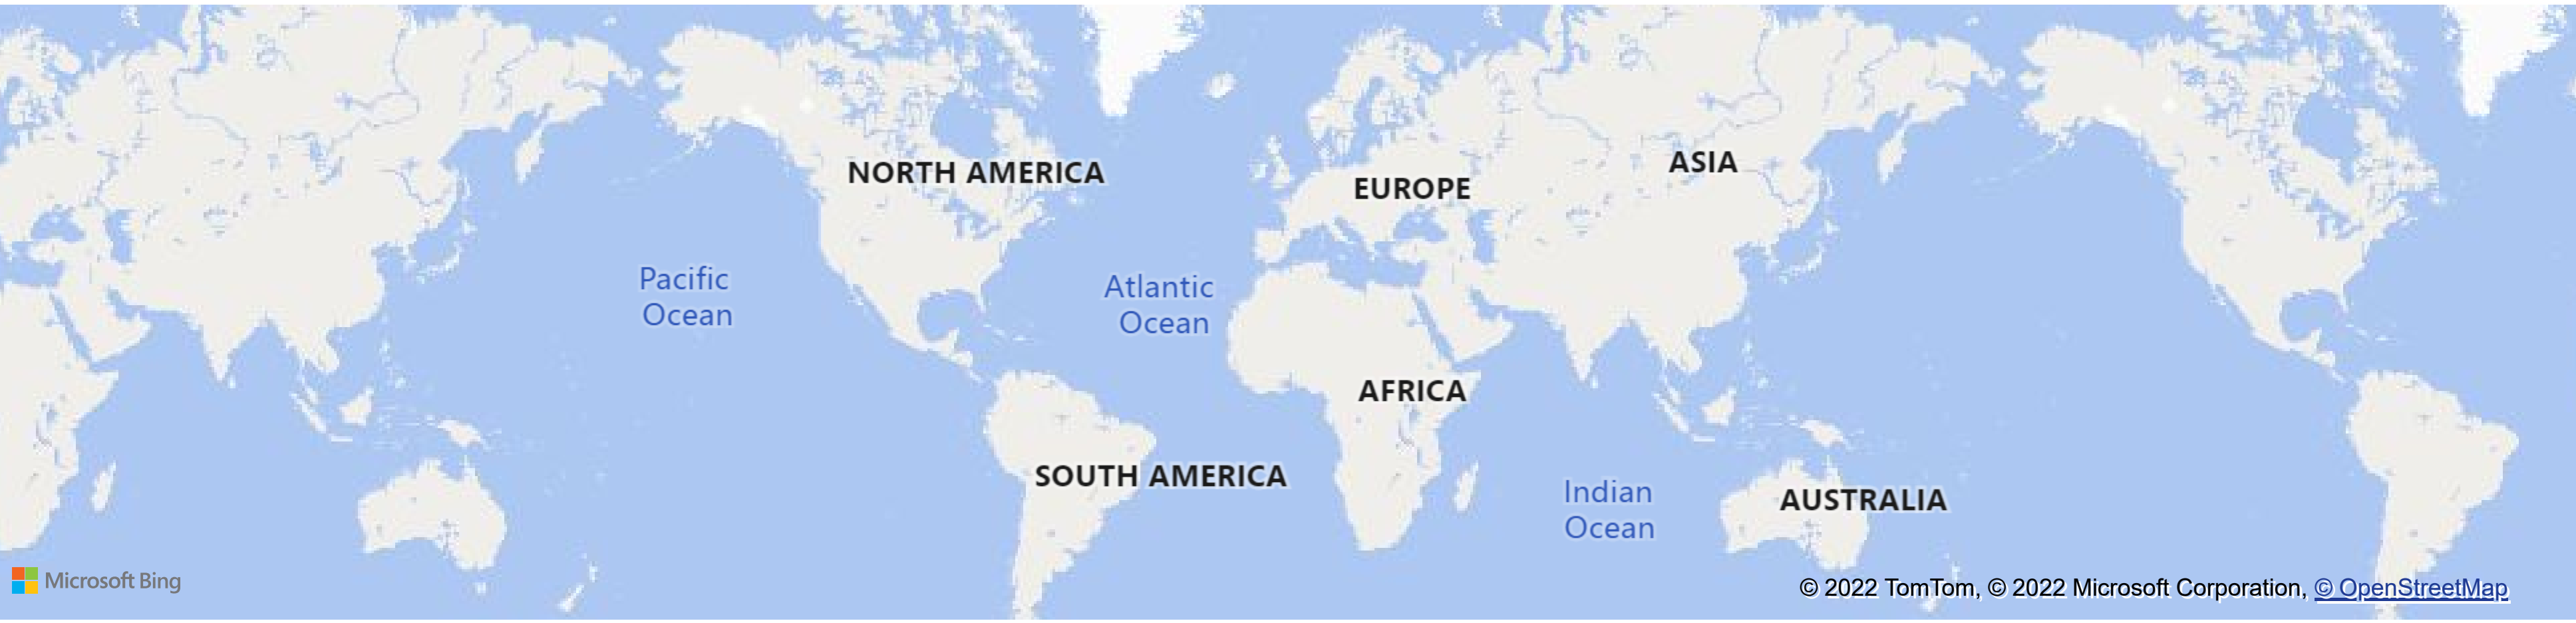 NORTH AMERICA
EUROPE
ASIA
Pacific
Ocean
Atlantic
Ocean
AFRICA
SOUTH AMERICA
Indian
Ocean
AUSTRALIA
Microsoft Bing
© 2022 TomTom, © 2022 Microsoft Corporation, © OpenStreetMap